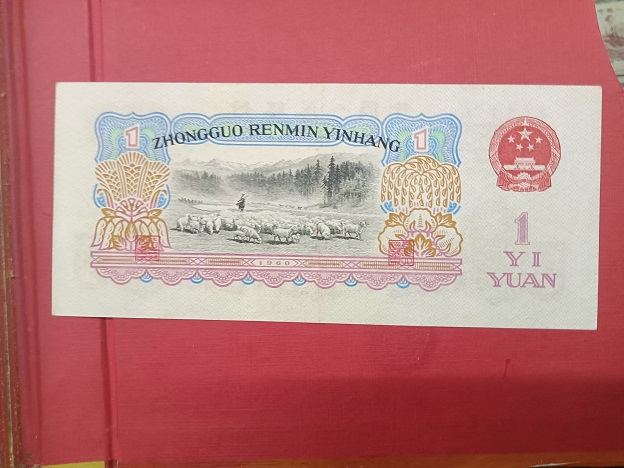 1
ZHONGGUO RENMIN YINHANG
1
1960
1
YI
YUAN